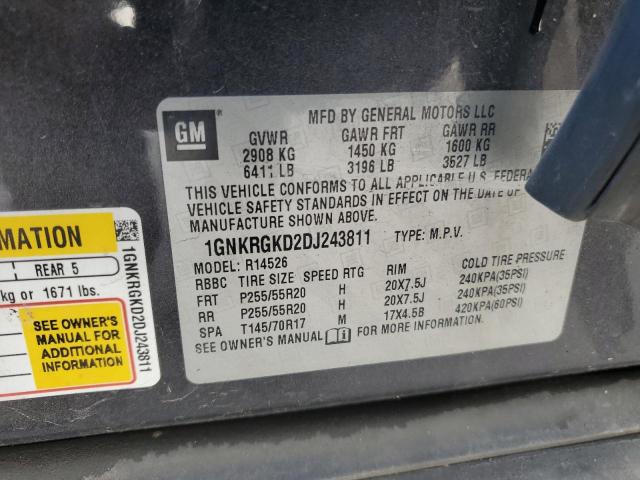 GM
MFD BY GENERAL MOTORS LLC
GVWR GAWR FRT GAWR RR
2908 KG 1450 KG 1600 KG
6411 LB 3196 LB 3527 LB
THIS VEHICLE CONFORMS TO ALL APPLICABLE U.S. FEDERA
VEHICLE SAFETY STANDARDS IN EFFECT ON THE DATE OF
MANUFACTURE SHOWN ABOVE.
1GNKRGKD2DJ243811 TYPE: M.P.V.
MODEL: R14526
RBBC TIRE SIZE SPEED RTG RIM COLD TIRE PRESSURE
FRT P255/55R20 H 20X7.5J 240KPA(35PSI)
RR P255/55R20 H 20X7.5J 240KPA(35PSI)
SPA T145/70R17 M 17X4.5B 420KPA(60PSI)
SEE OWNER'S MANUAL FOR MORE INFORMATION.
RMATION
REAR 5
kg or 1671 lbs.
SEE OWNER'S
MANUAL FOR
ADDITIONAL
INFORMATION
1GNKRGKD2DJ243811